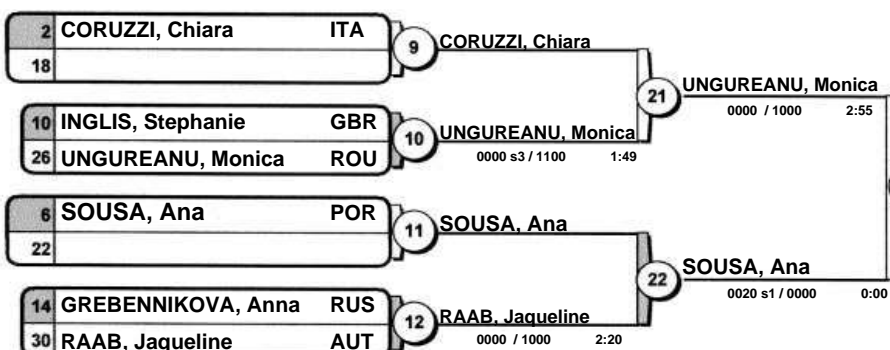 2 CORUZZI, Chiara ITA
18
9
CORUZZI, Chiara
10 INGLIS, Stephanie GBR
26 UNGUREANU, Monica ROU
10
UNGUREANU, Monica
0000 s3 / 1100 1:49
21
UNGUREANU, Monica
0000 / 1000 2:55
6 SOUSA, Ana POR
22
11
SOUSA, Ana
14 GREBENNIKOVA, Anna RUS
30 RAAB, Jaqueline AUT
12
RAAB, Jaqueline
0000 / 1000 2:20
22
SOUSA, Ana
0020 s1 / 0000 0:00